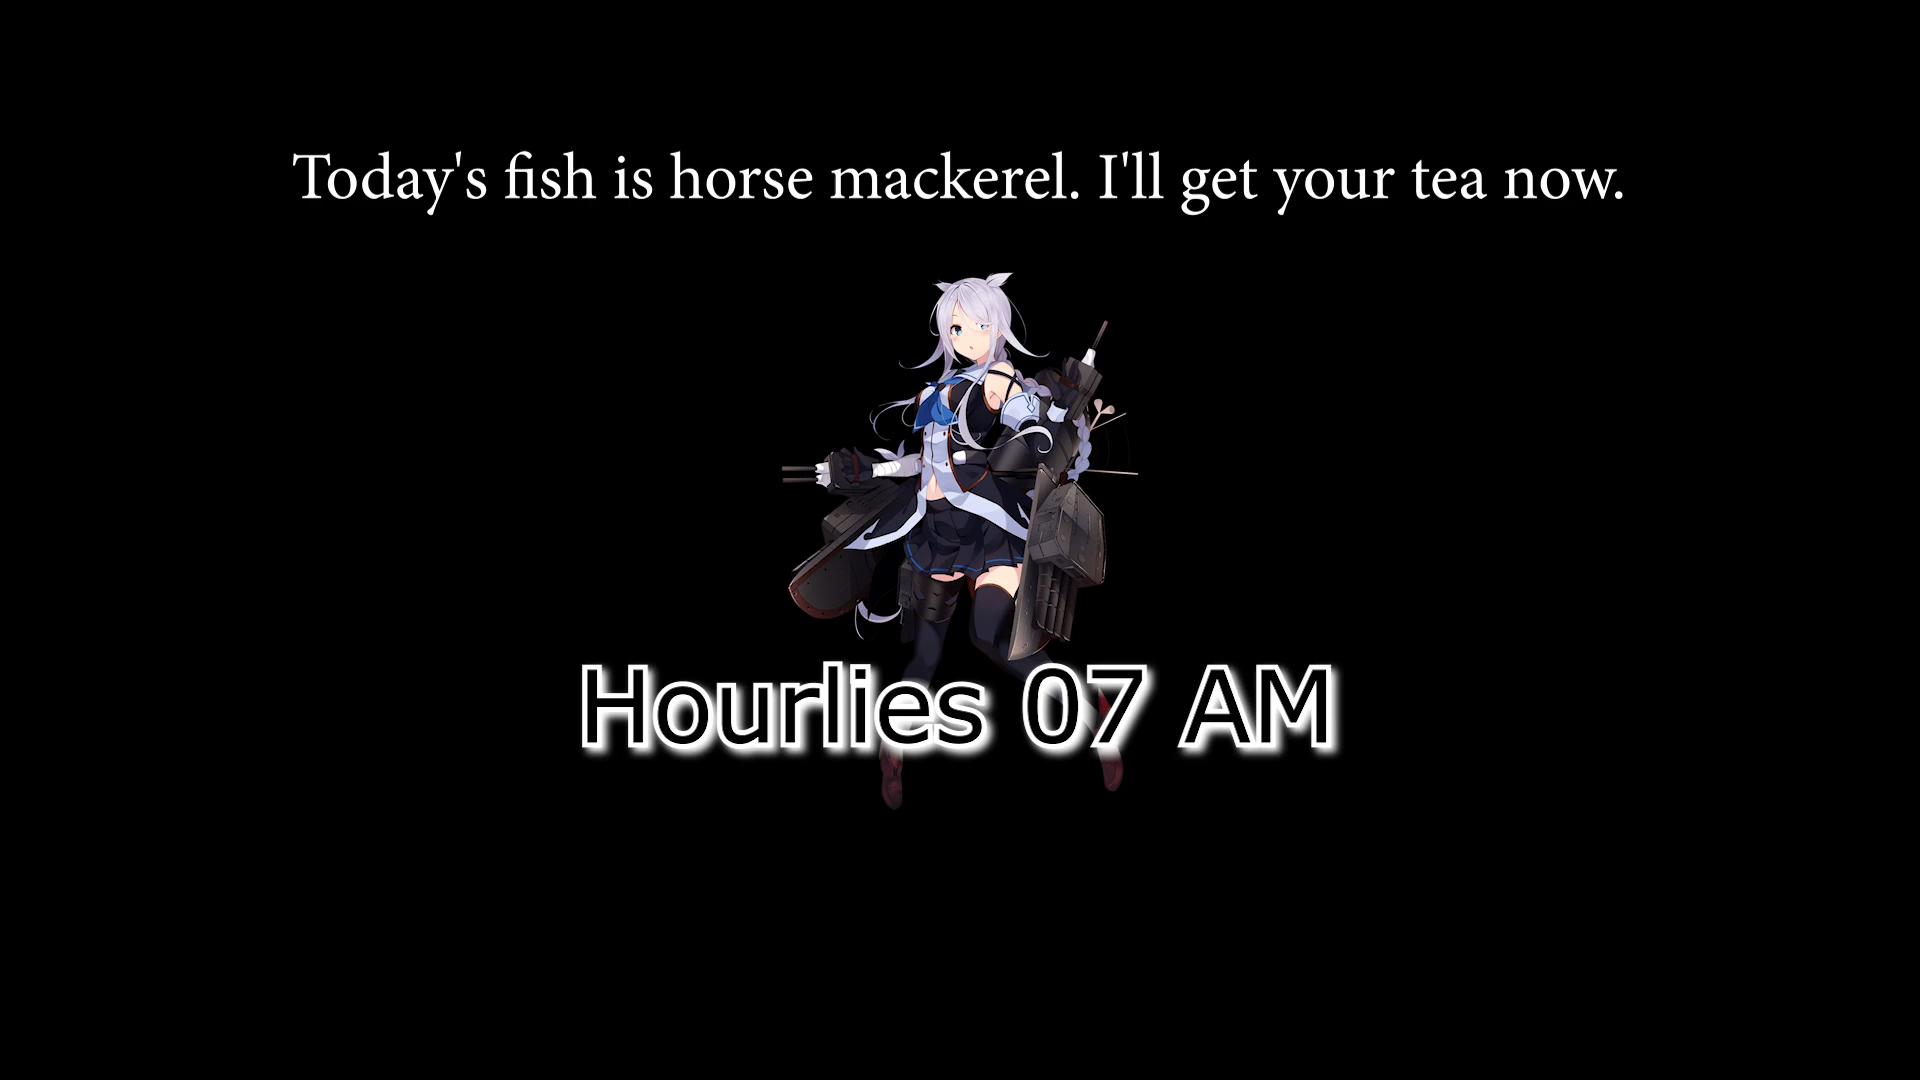 Today's fish is horse mackerel. I'll get your tea now.
Hourlies 07 AM